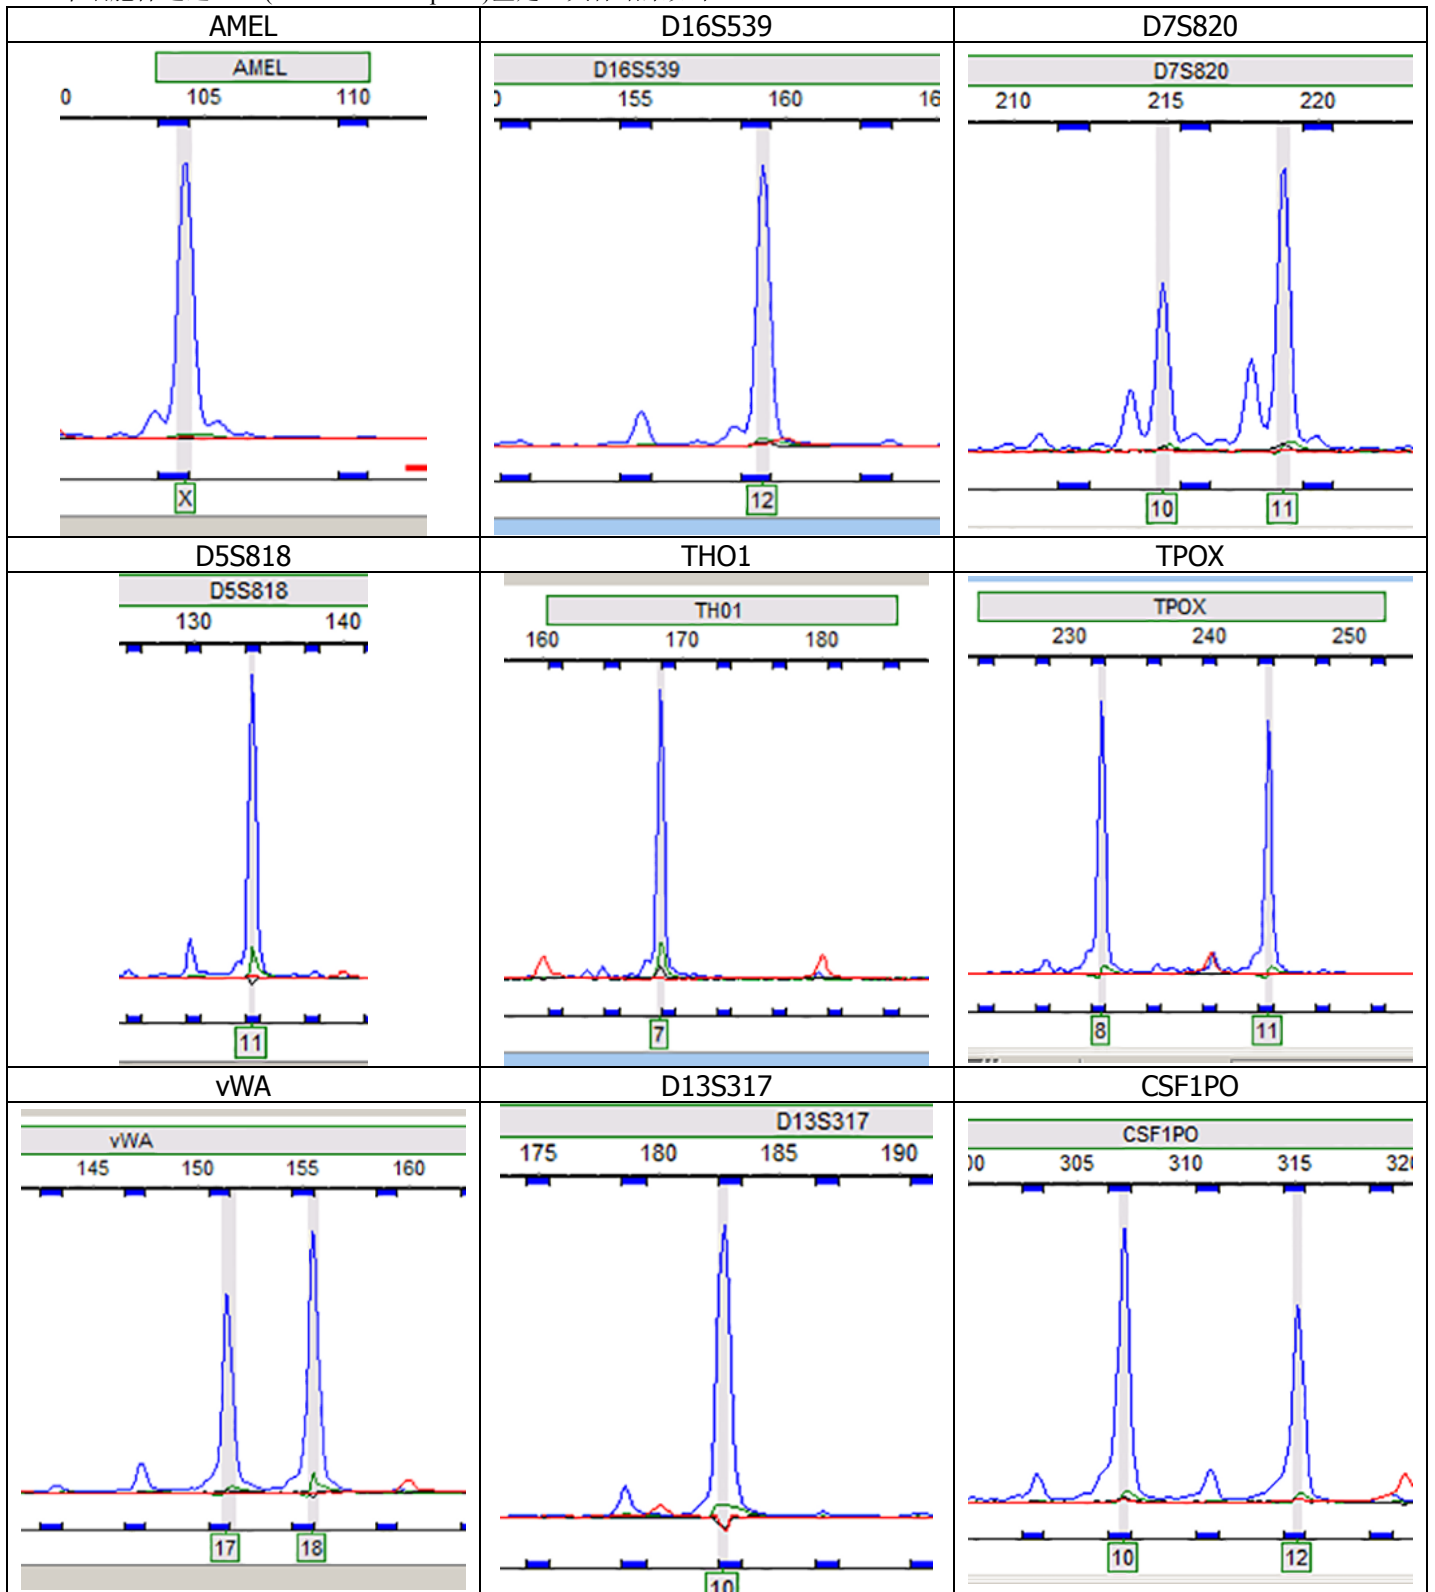 AMEL D16S539 D7S820
AMEL D16S539 D7S820
0 105 110 155 160 16 210 215 220
X 12 10 11
D5S818 THO1 TPOX
D5S818 TH01 TPOX
130 140 160 170 180 230 240 250
11 7 8 11
vWA D13S317 CSF1PO
vWA D13S317 CSF1PO
145 150 155 160 175 180 185 190 305 310 315
17 18 10 10 12